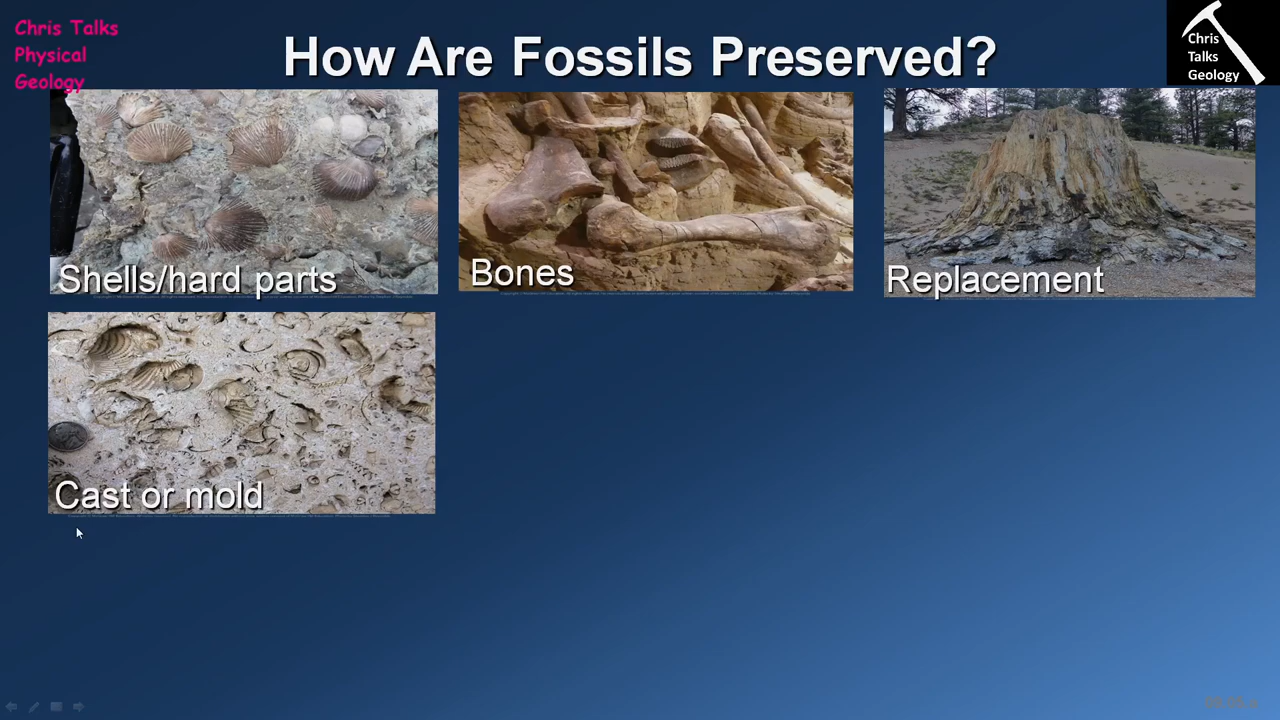 Chris Talks
Physical
Geology
How Are Fossils Preserved?
Chris
Talks
Geology
Shells/hard parts
Bones
Replacement
Cast or mold